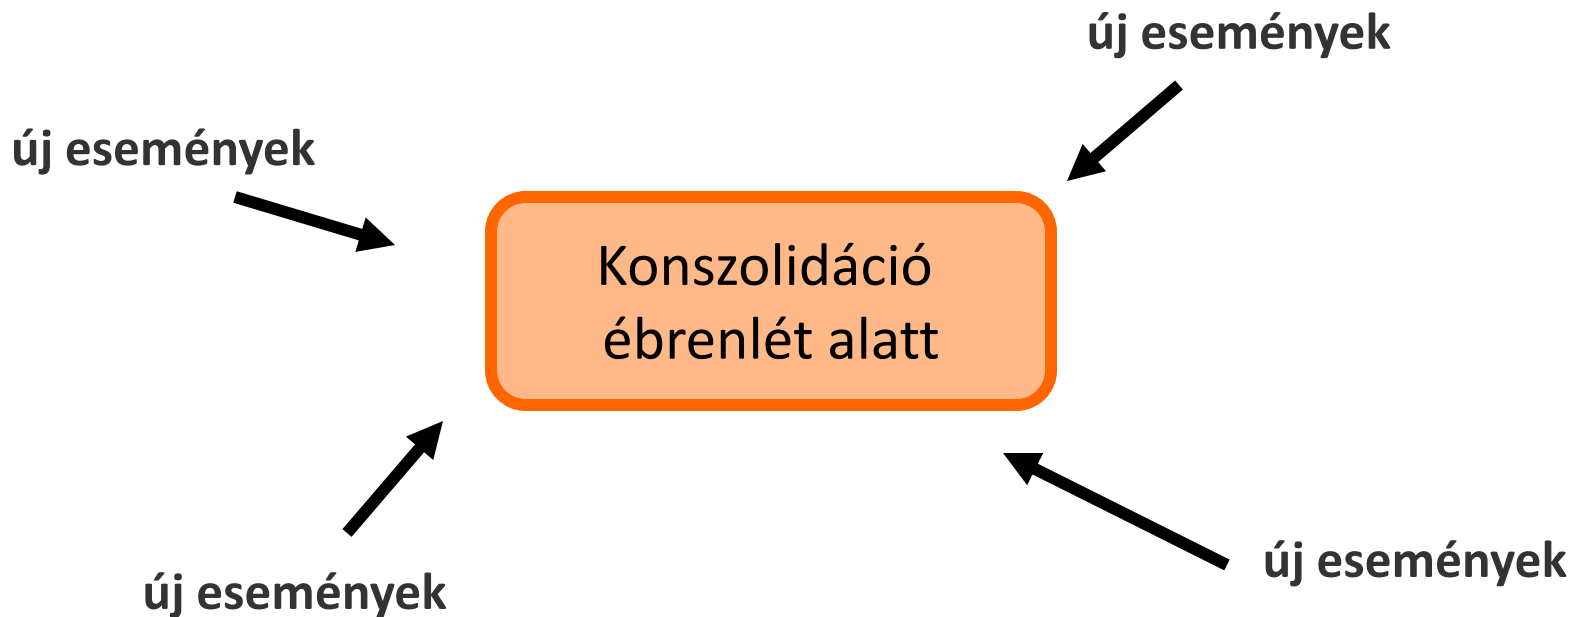 új események
új események
Konszolidáció
ébrenlét alatt
új események
új események